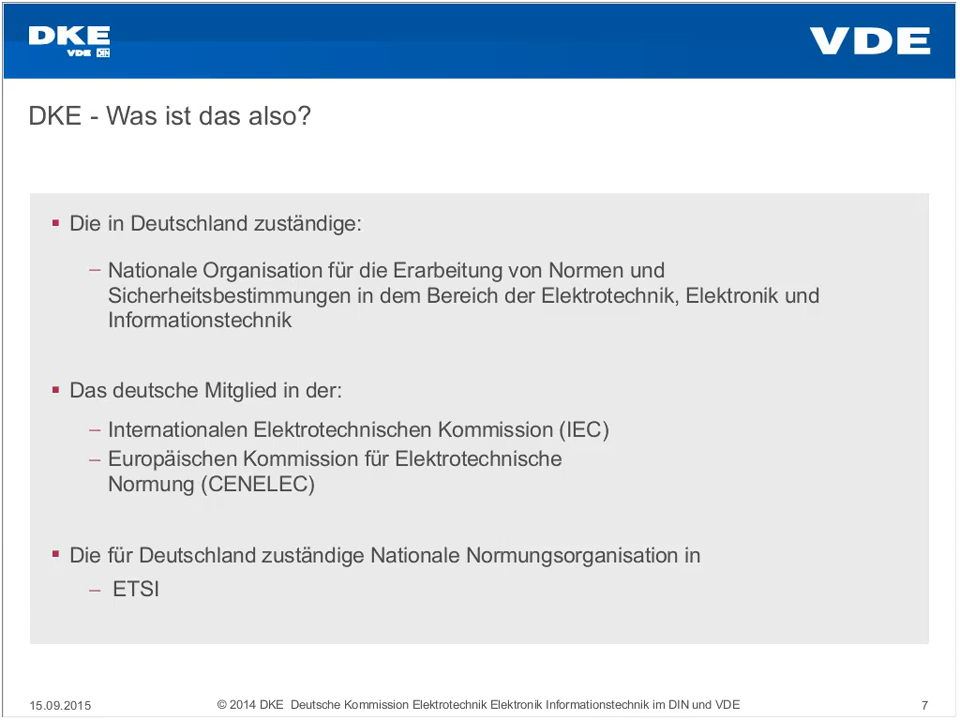 DKE
VDE DIN
VDE
DKE - Was ist das also?
▪ Die in Deutschland zuständige:
– Nationale Organisation für die Erarbeitung von Normen und
Sicherheitsbestimmungen in dem Bereich der Elektrotechnik, Elektronik und
Informationstechnik
▪ Das deutsche Mitglied in der:
– Internationalen Elektrotechnischen Kommission (IEC)
– Europäischen Kommission für Elektrotechnische
Normung (CENELEC)
▪ Die für Deutschland zuständige Nationale Normungsorganisation in
– ETSI
15.09.2015
© 2014 DKE Deutsche Kommission Elektrotechnik Elektronik Informationstechnik im DIN und VDE
7